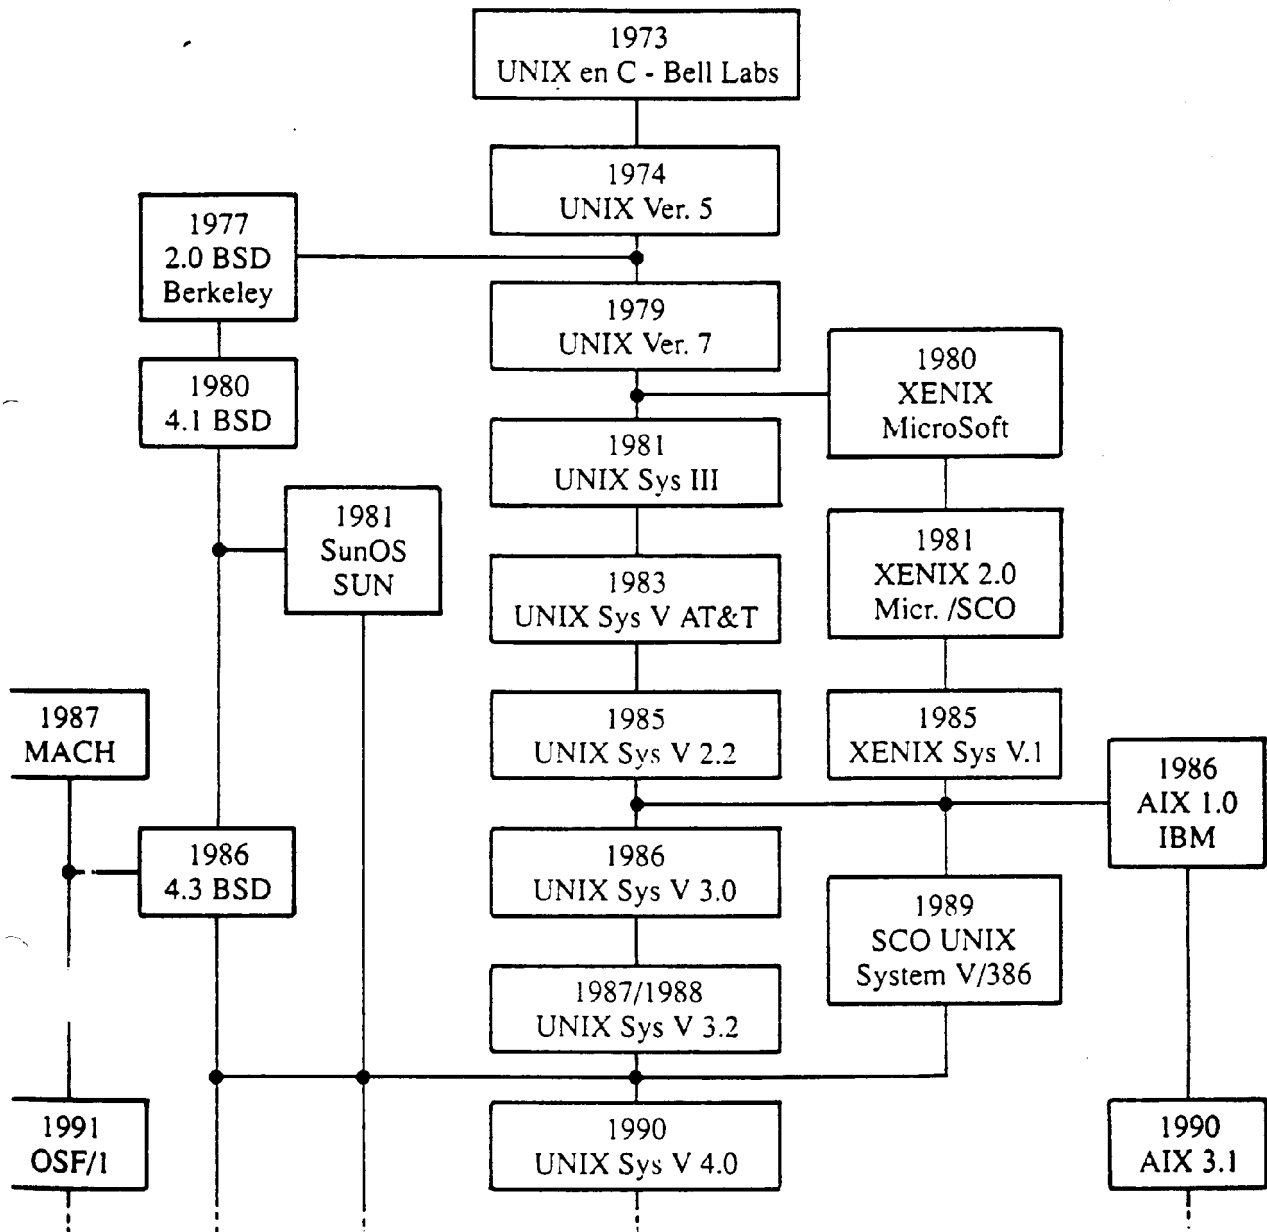 1973
UNIX en C - Bell Labs
1974
UNIX Ver. 5
1977
2.0 BSD
Berkeley
1979
UNIX Ver. 7
1980
XENIX
MicroSoft
1980
4.1 BSD
1981
UNIX Sys III
1981
SunOS
SUN
1981
XENIX 2.0
Micr. /SCO
1983
UNIX Sys V AT&T
1987
MACH
1985
UNIX Sys V 2.2
1985
XENIX Sys V.1
1986
AIX 1.0
IBM
1986
4.3 BSD
1986
UNIX Sys V 3.0
1989
SCO UNIX
System V/386
1987/1988
UNIX Sys V 3.2
1991
OSF/1
1990
UNIX Sys V 4.0
1990
AIX 3.1